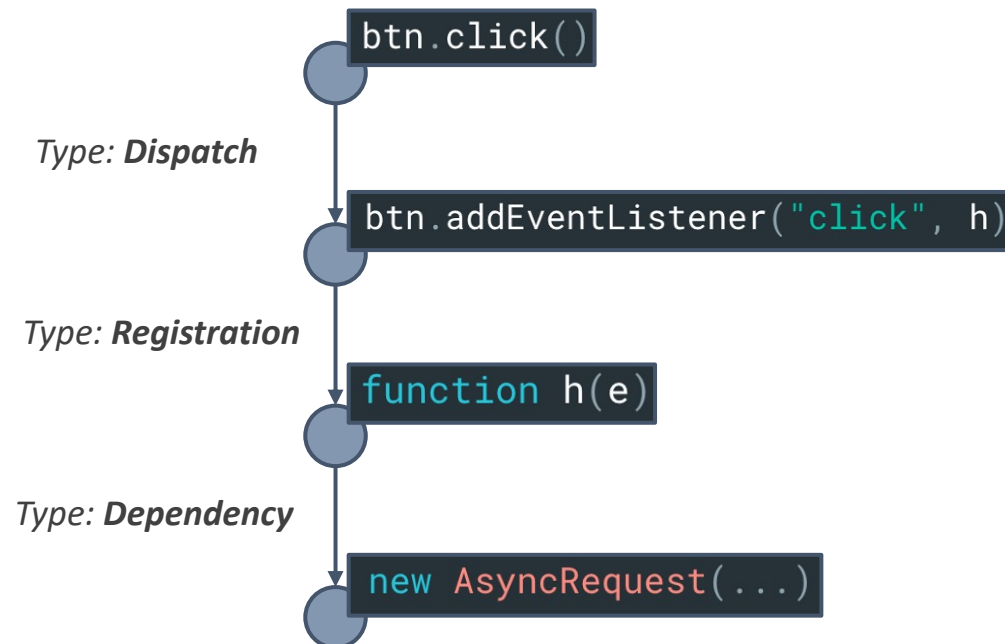 btn.click()
Type: Dispatch
btn.addEventListener("click", h)
Type: Registration
function h(e)
Type: Dependency
new AsyncRequest(...)